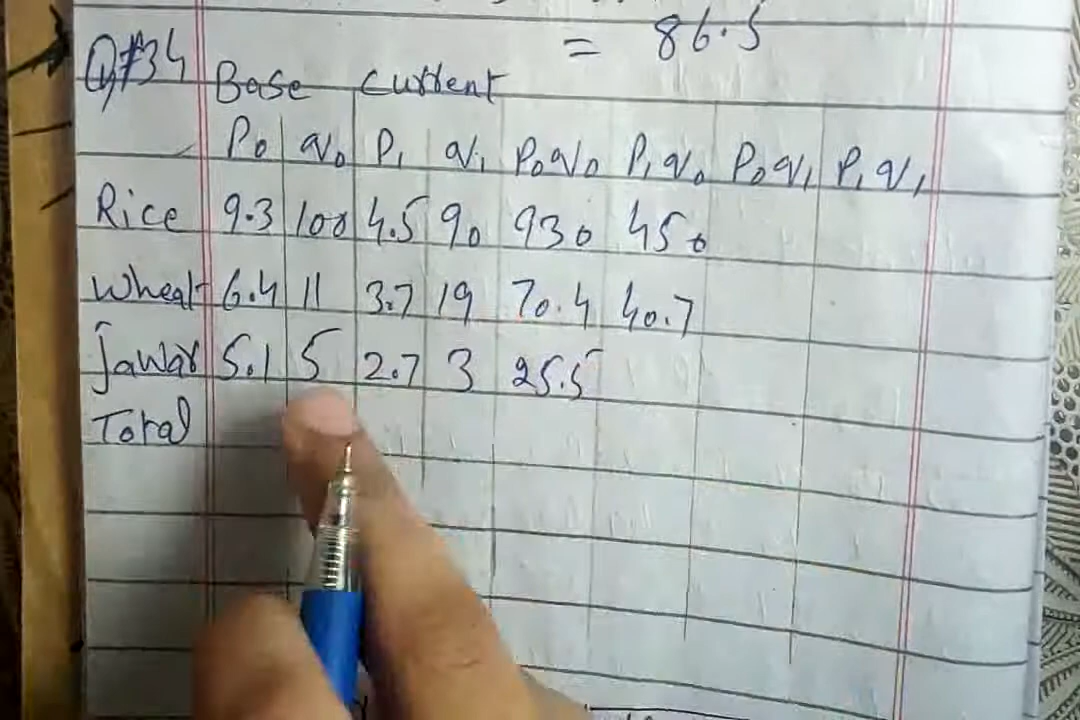 = 86.5
Q#34 Base Current
P₀ q₀ P₁ q₁ P₀q₀ P₁q₀ P₀q₁ P₁q₁
Rice 9.3 100 4.5 90 930 450
Wheat 6.4 11 3.7 19 70.4 40.7
Jawar 5.1 5 2.7 3 25.5
Total